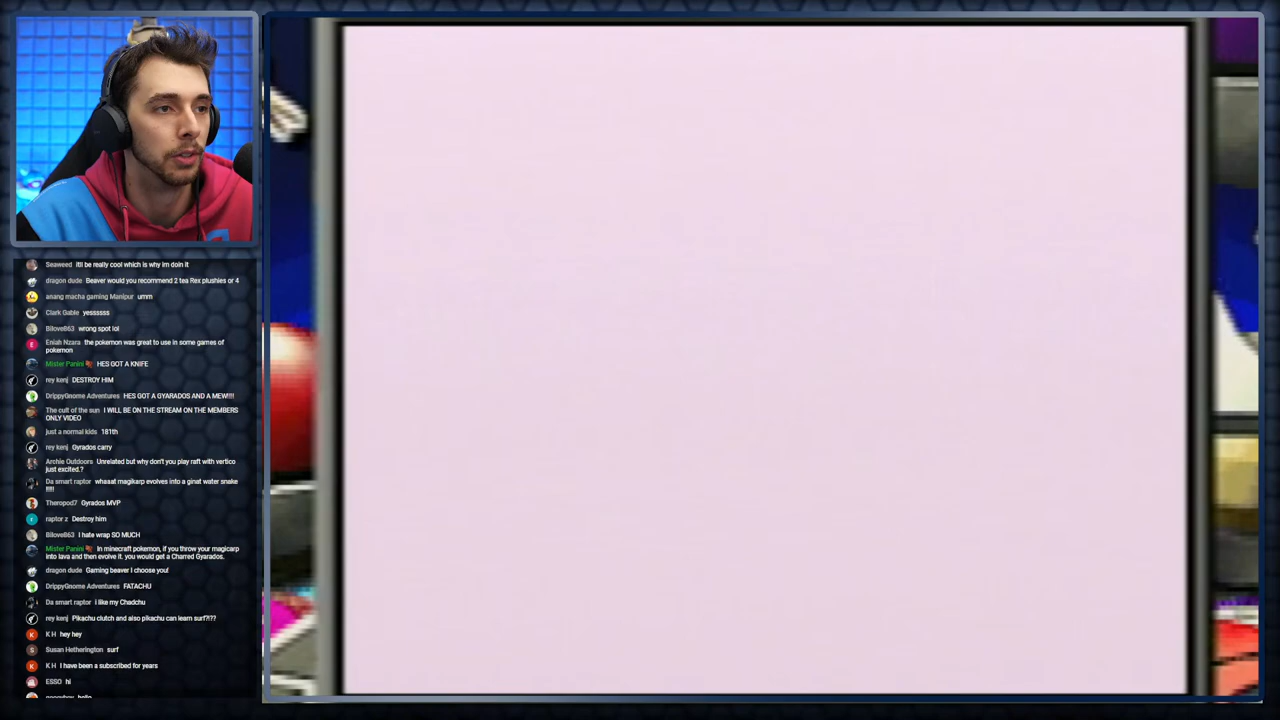 Seaweed Itll be really cool which is why im doin it
dragon dude Beaver would you recommend 2 tea Rex plushies or 4
anang macha gaming Manipur umm
Clark Gable yessssss
Bilove863 wrong spot lol
Eniah Nzara the pokemon was great to use in some games of
pokemon
Mister Panini HES GOT A KNIFE
rey kenj DESTROY HIM
DrippyGnome Adventures HES GOT A GYARADOS AND A MEW!!!!
The cult of the sun I WILL BE ON THE STREAM ON THE MEMBERS
ONLY VIDEO
just a normal kids 181th
rey kenj Gyrados carry
Archie Outdoors Unrelated but why don't you play raft with vertico
just excited.?
Da smart raptor whaaat magikarp evolves into a ginat water snake
!!!!!
Theropod7 Gyrados MVP
raptor z Destroy him
Bilove863 I hate wrap SO MUCH
Mister Panini In minecraft pokemon, if you throw your magicarp
into lava and then evolve it. you would get a Charred Gyarados.
dragon dude Gaming beaver I choose you!
DrippyGnome Adventures FATACHU
Da smart raptor i like my Chadchu
rey kenj Pikachu clutch and also pikachu can learn surf?!??
K H hey hey
Susan Hetherington surf
K H I have been a subscribed for years
ESSO hi
hello